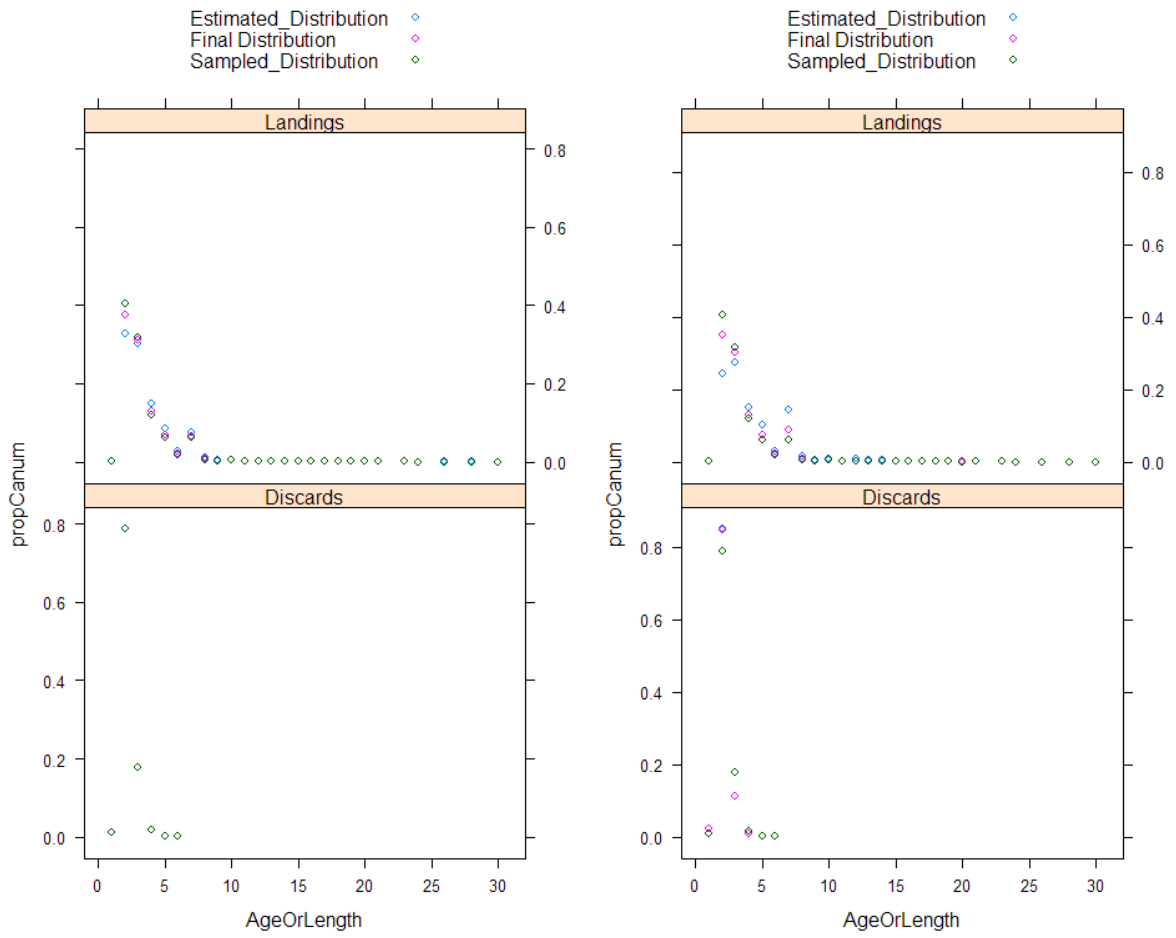 Estimated_Distribution
Final Distribution
Sampled_Distribution
Landings
0.8
0.6
0.4
0.2
0.0
Discards
0.8
0.6
0.4
0.2
0.0
propCanum
0 5 10 15 20 25 30
AgeOrLength
Estimated_Distribution
Final Distribution
Sampled_Distribution
Landings
0.8
0.6
0.4
0.2
0.0
Discards
0.8
0.6
0.4
0.2
0.0
propCanum
0 5 10 15 20 25 30
AgeOrLength